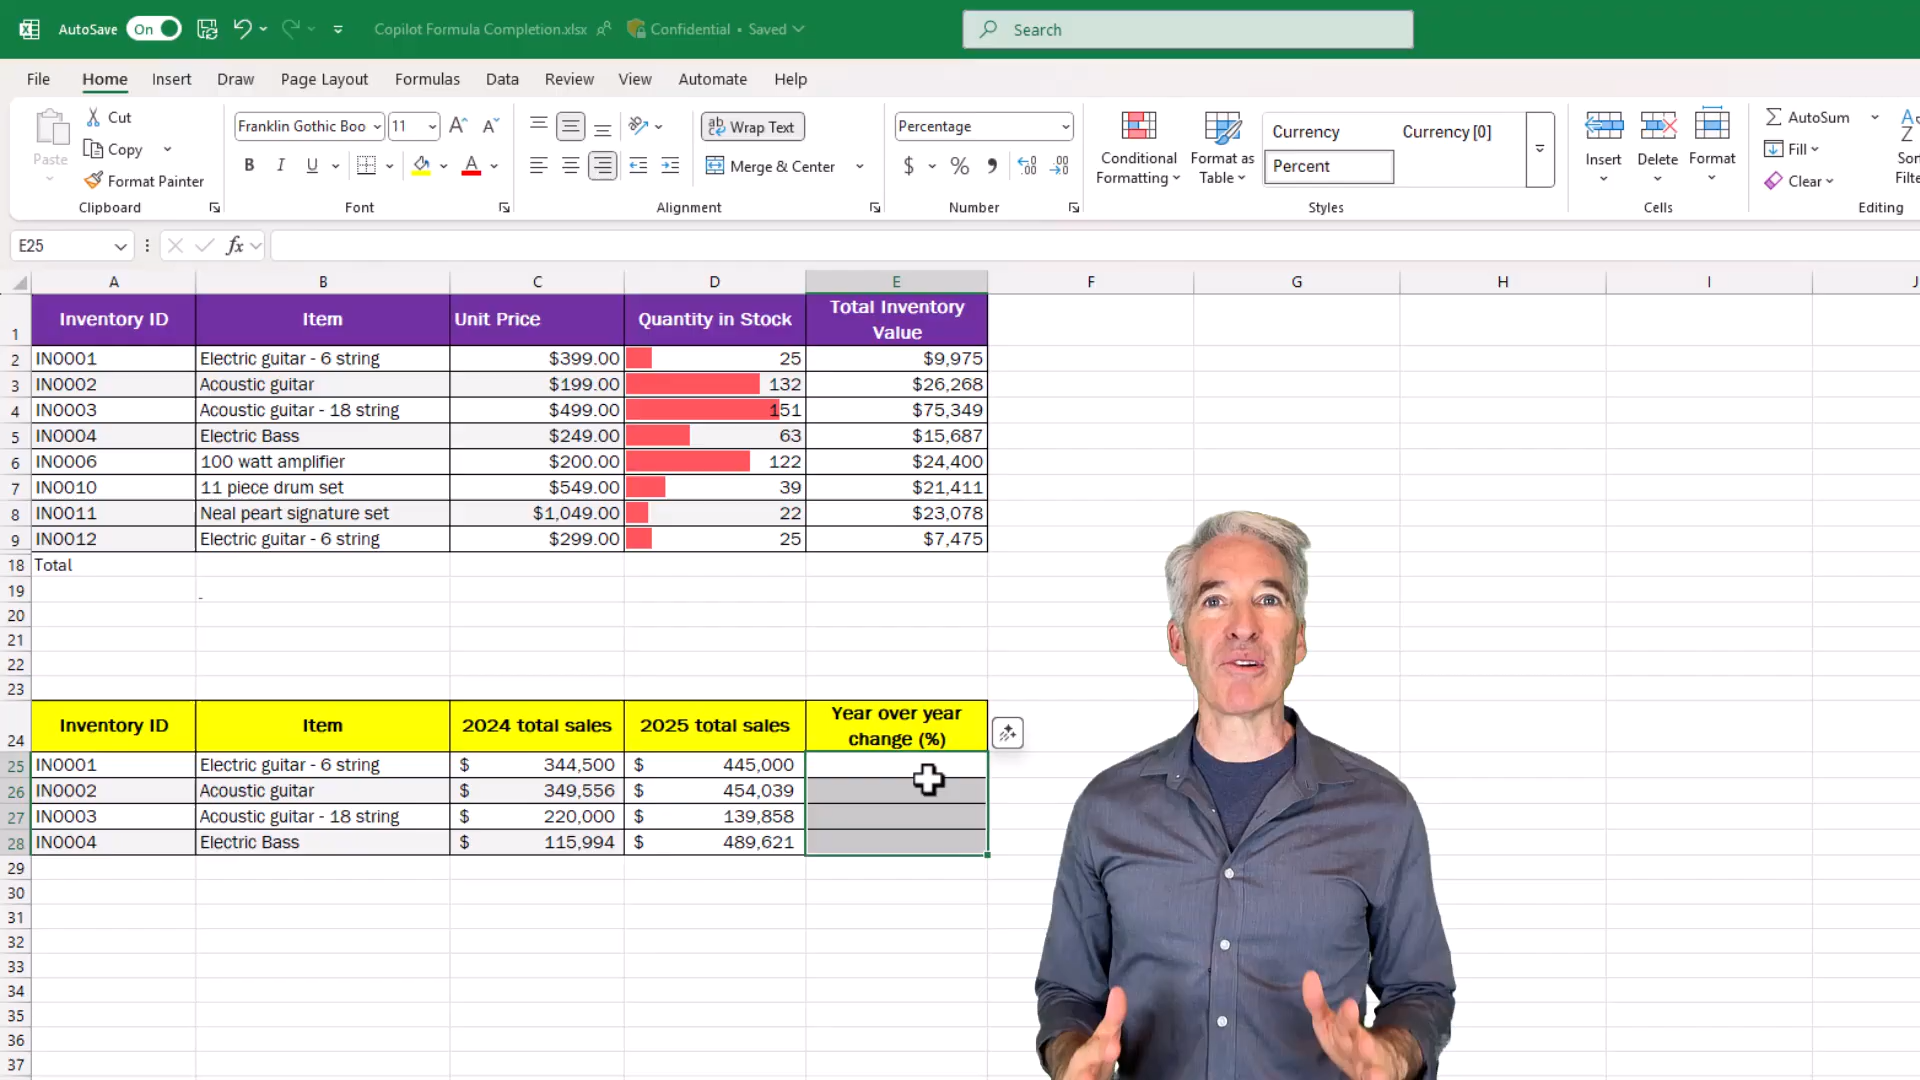 AutoSave On Copilot Formula Completion.xlsx Confidential • Saved Search
File Home Insert Draw Page Layout Formulas Data Review View Automate Help
Paste
Cut
Copy
Format Painter
Clipboard
Franklin Gothic Boo 11
B I U
Font
Wrap Text
Merge & Center
Alignment
Percentage
$ % ,
Number
Conditional Formatting
Format as Table
Currency Currency [0]
Percent
Styles
Insert Delete Format
Cells
AutoSum
Fill
Clear
Editing
E25 fx
A B C D E F G H I J
1 Inventory ID Item Unit Price Quantity in Stock Total Inventory Value
2 IN0001 Electric guitar - 6 string $399.00 25 $9,975
3 IN0002 Acoustic guitar $199.00 132 $26,268
4 IN0003 Acoustic guitar - 18 string $499.00 151 $75,349
5 IN0004 Electric Bass $249.00 63 $15,687
6 IN0006 100 watt amplifier $200.00 122 $24,400
7 IN0010 11 piece drum set $549.00 39 $21,411
8 IN0011 Neal peart signature set $1,049.00 22 $23,078
9 IN0012 Electric guitar - 6 string $299.00 25 $7,475
18 Total
19
20
21
22
23
24 Inventory ID Item 2024 total sales 2025 total sales Year over year change (%)
25 IN0001 Electric guitar - 6 string $ 344,500 $ 445,000
26 IN0002 Acoustic guitar $ 349,556 $ 454,039
27 IN0003 Acoustic guitar - 18 string $ 220,000 $ 139,858
28 IN0004 Electric Bass $ 115,994 $ 489,621
29
30
31
32
33
34
35
36
37